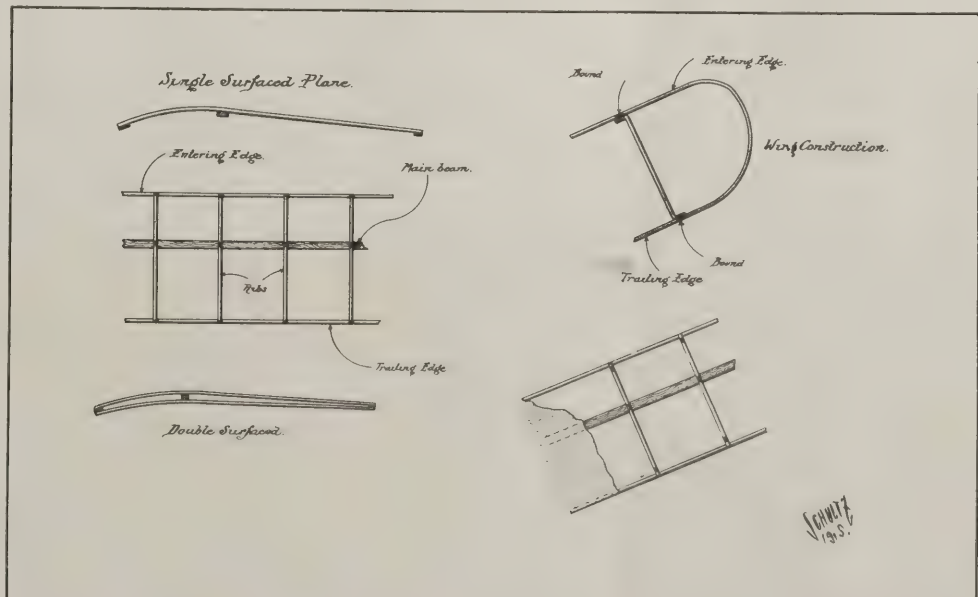 Single Surfaced Plane.
Entering Edge.
Main beam.
Ribs
Trailing Edge
Double Surfaced.
Bound
Entering Edge.
Wing Construction.
Bound
Trailing Edge
SCHULTZ
1915.